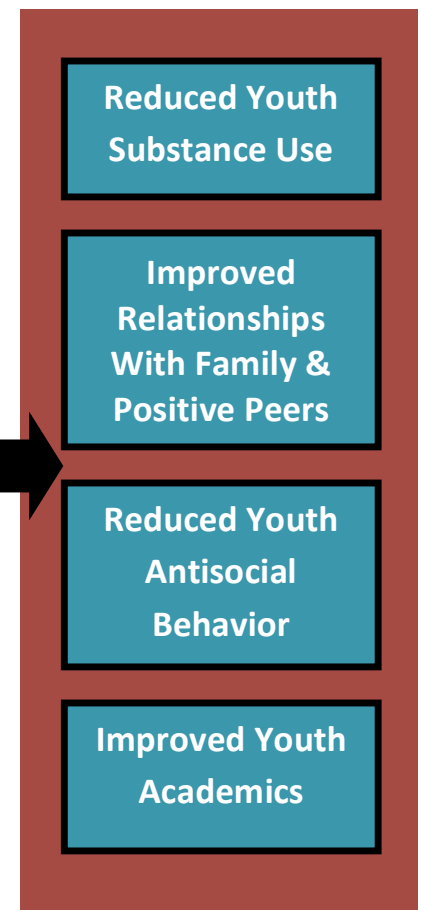 Reduced Youth
Substance Use
Improved
Relationships
With Family &
Positive Peers
Reduced Youth
Antisocial
Behavior
Improved Youth
Academics